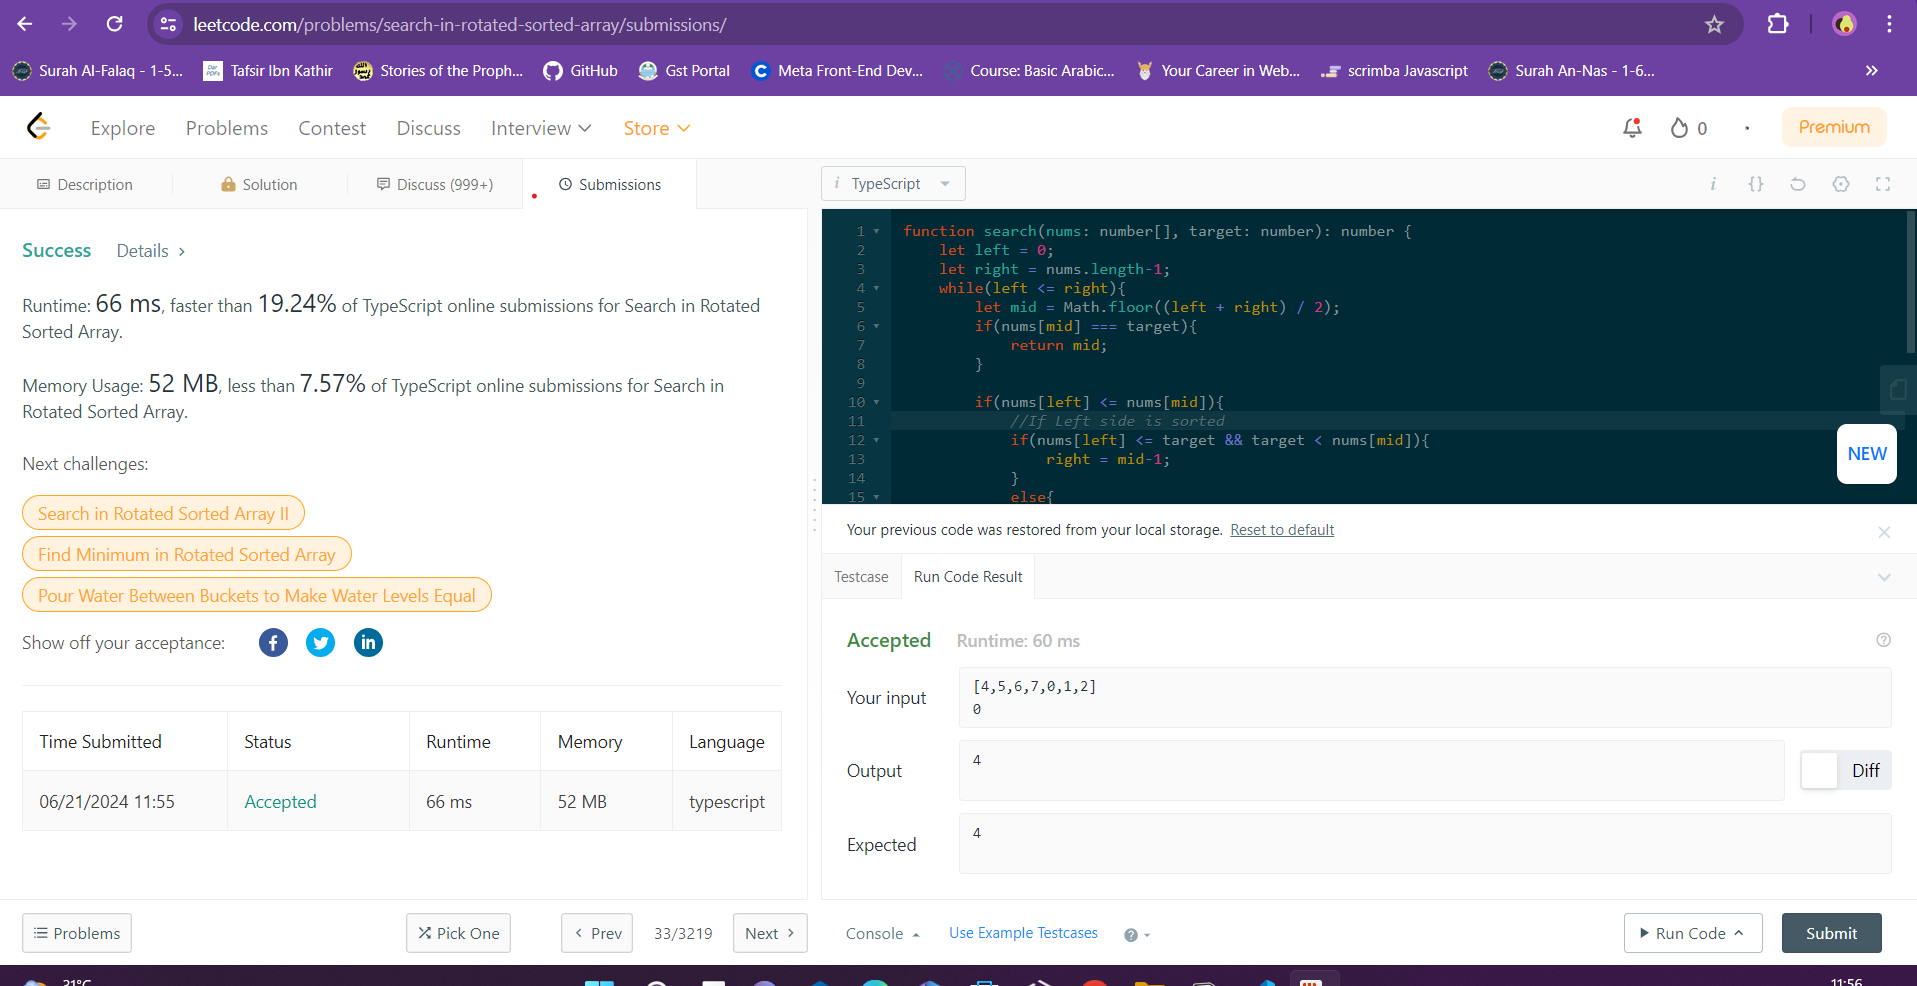 leetcode.com/problems/search-in-rotated-sorted-array/submissions/
Surah Al-Falaq - 1-5... Tafsir Ibn Kathir Stories of the Proph... GitHub Gst Portal Meta Front-End Dev... Course: Basic Arabic... Your Career in Web... scrimba Javascript Surah An-Nas - 1-6... »
Explore Problems Contest Discuss Interview Store 0 Premium
Description Solution Discuss (999+) Submissions
Success Details >
Runtime: 66 ms, faster than 19.24% of TypeScript online submissions for Search in Rotated
Sorted Array.
Memory Usage: 52 MB, less than 7.57% of TypeScript online submissions for Search in
Rotated Sorted Array.
Next challenges:
Search in Rotated Sorted Array II
Find Minimum in Rotated Sorted Array
Pour Water Between Buckets to Make Water Levels Equal
Show off your acceptance:
Time Submitted Status Runtime Memory Language
06/21/2024 11:55 Accepted 66 ms 52 MB typescript
Problems Pick One < Prev 33/3219 Next >
i TypeScript i {}
1 function search(nums: number[], target: number): number {
2 let left = 0;
3 let right = nums.length-1;
4 while(left <= right){
5 let mid = Math.floor((left + right) / 2);
6 if(nums[mid] === target){
7 return mid;
8 }
9
10 if(nums[left] <= nums[mid]){
11 //If Left side is sorted
12 if(nums[left] <= target && target < nums[mid]){
13 right = mid-1;
14 }
15 else{
NEW
Your previous code was restored from your local storage. Reset to default
Testcase Run Code Result
Accepted Runtime: 60 ms
Your input
[4,5,6,7,0,1,2]
0
Output 4 Diff
Expected 4
Console Use Example Testcases Run Code Submit
31°C 11:56